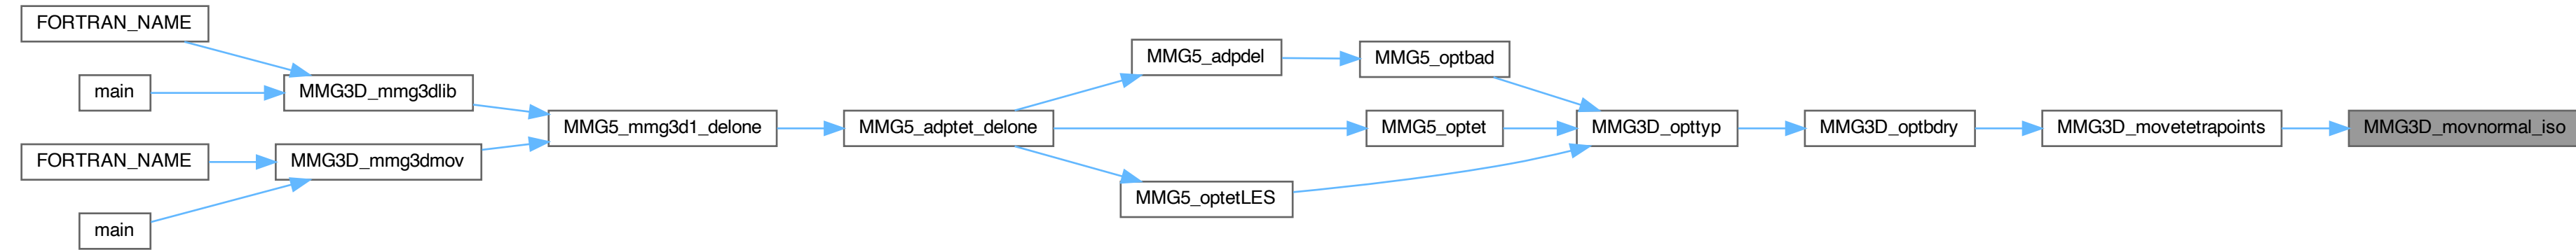 FORTRAN_NAME
main
MMG3D_mmg3dlib
FORTRAN_NAME
MMG3D_mmg3dmov
main
MMG5_mmg3d1_delone
MMG5_adptet_delone
MMG5_adpdel
MMG5_optbad
MMG5_optet
MMG5_optetLES
MMG3D_opttyp
MMG3D_optbdry
MMG3D_movetetrapoints
MMG3D_movnormal_iso